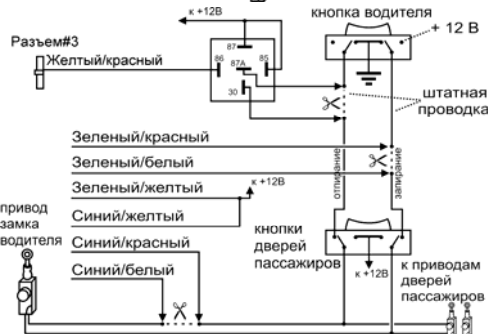 к +12В
кнопка водителя
+ 12 В
Разъем#3
87
Желтый/красный
86
87А
85
30
штатная
проводка
Зеленый/красный
Зеленый/белый
Зеленый/желтый
к +12В
отпирание
запирание
Синий/желтый
привод
замка
водителя
Синий/красный
Синий/белый
кнопки
дверей
пассажиров
к +12В
к приводам
дверей
пассажиров